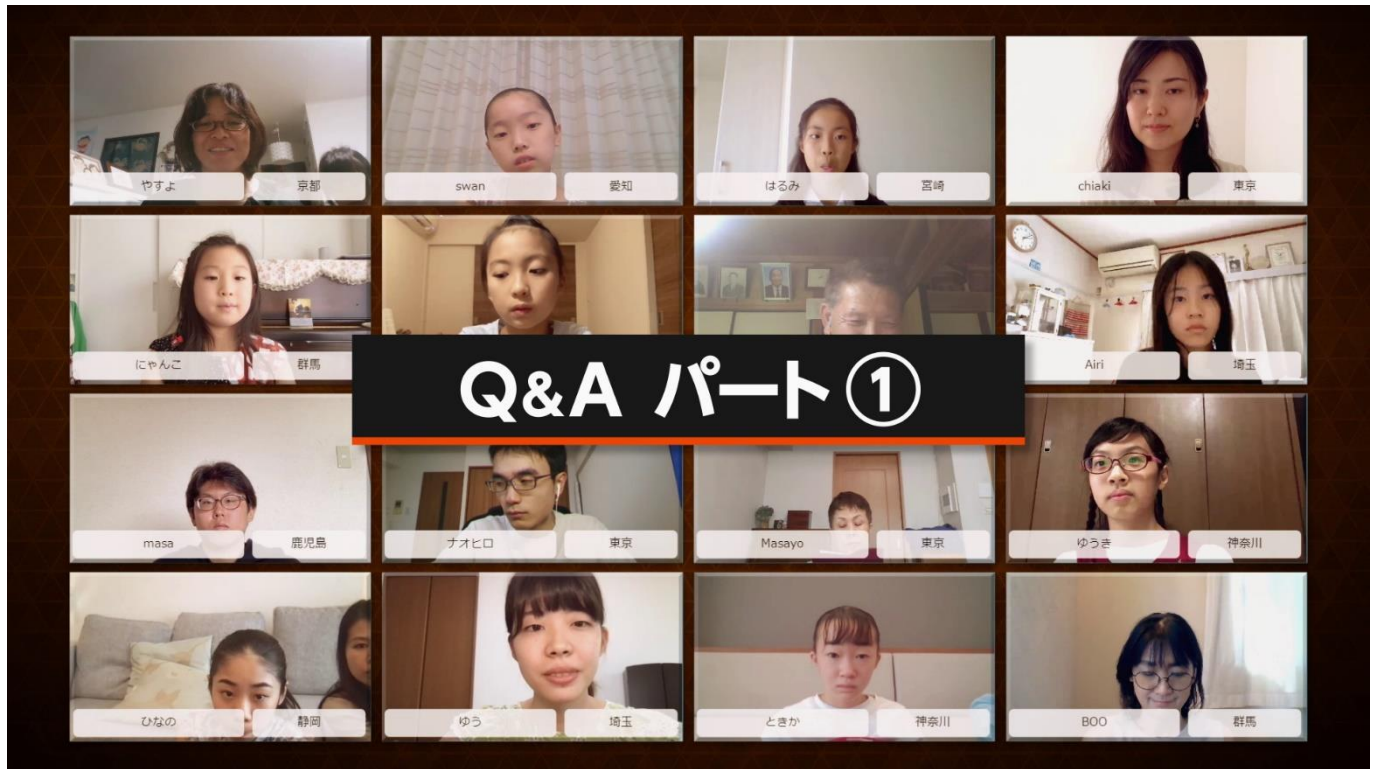 やすよ 京都
swan 愛知
はるみ 宮崎
chiaki 東京
にゃんこ 群馬
Airi 埼玉
Q&A パート①
masa 鹿児島
ナオヒロ 東京
Masayo 東京
ゆうき 神奈川
ひなの 静岡
ゆう 埼玉
ときか 神奈川
BOO 群馬